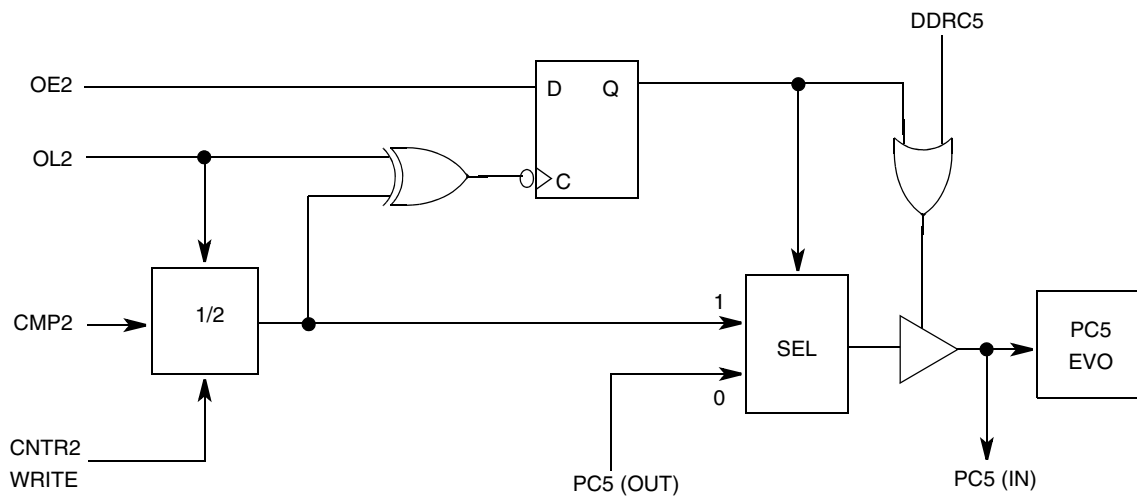 DDRC5
OE2
D
Q
OL2
C
1/2
CMP2
1
SEL
0
PC5
EVO
CNTR2
WRITE
PC5 (OUT)
PC5 (IN)